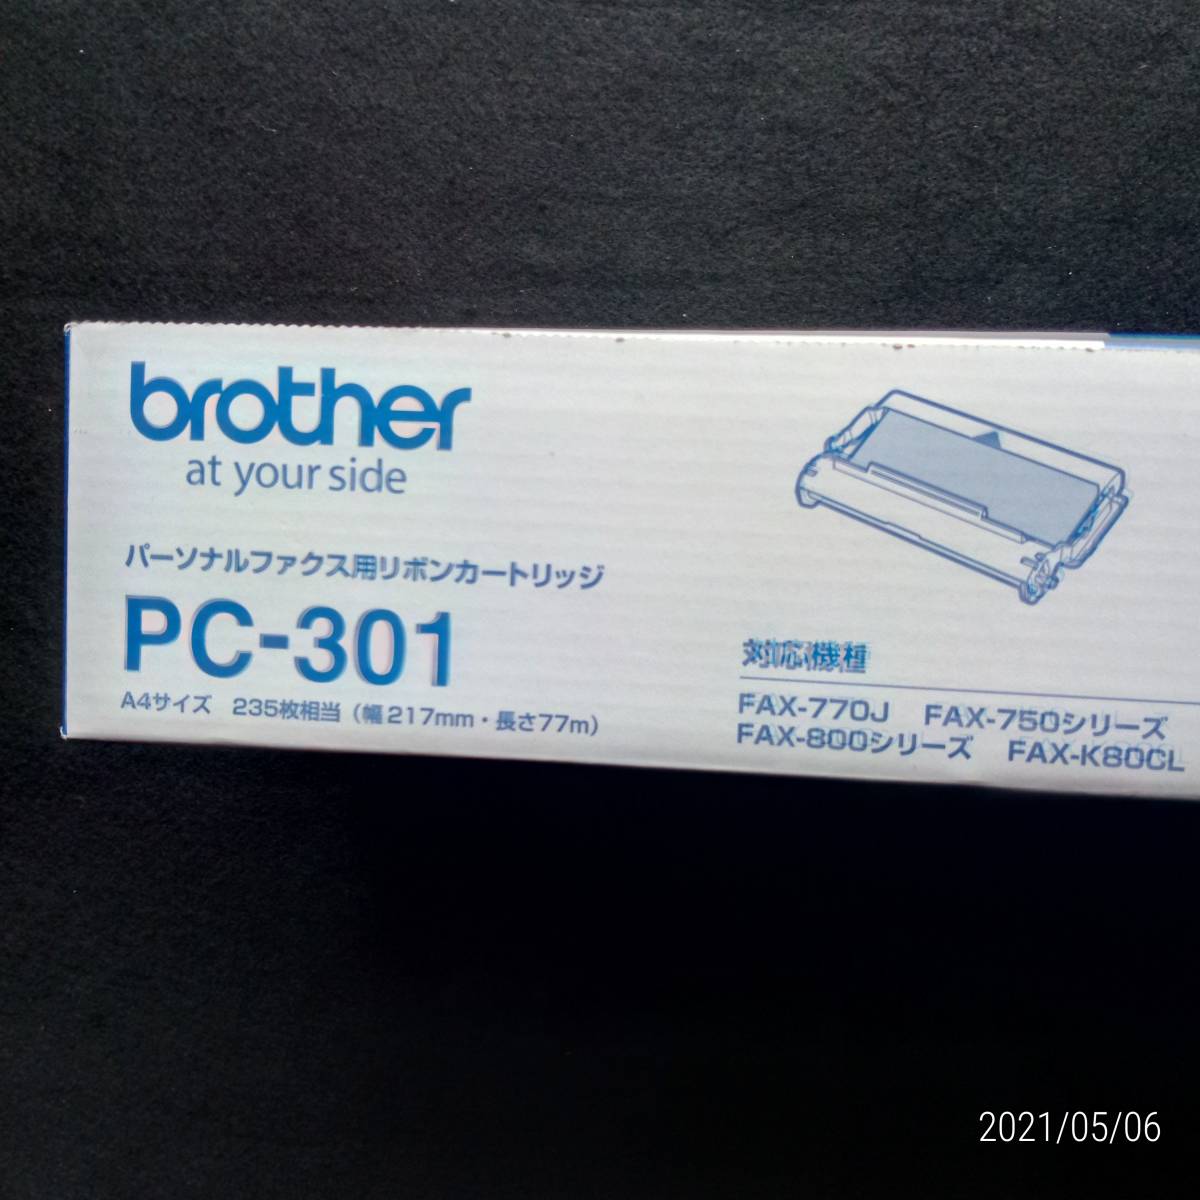 brother
at your side
パーソナルファクス用リボンカートリッジ
PC-301
A4サイズ 235枚相当（幅217mm・長さ77m）
対応機種
FAX-770J FAX-750シリーズ
FAX-800シリーズ FAX-K80CL
2021/05/06